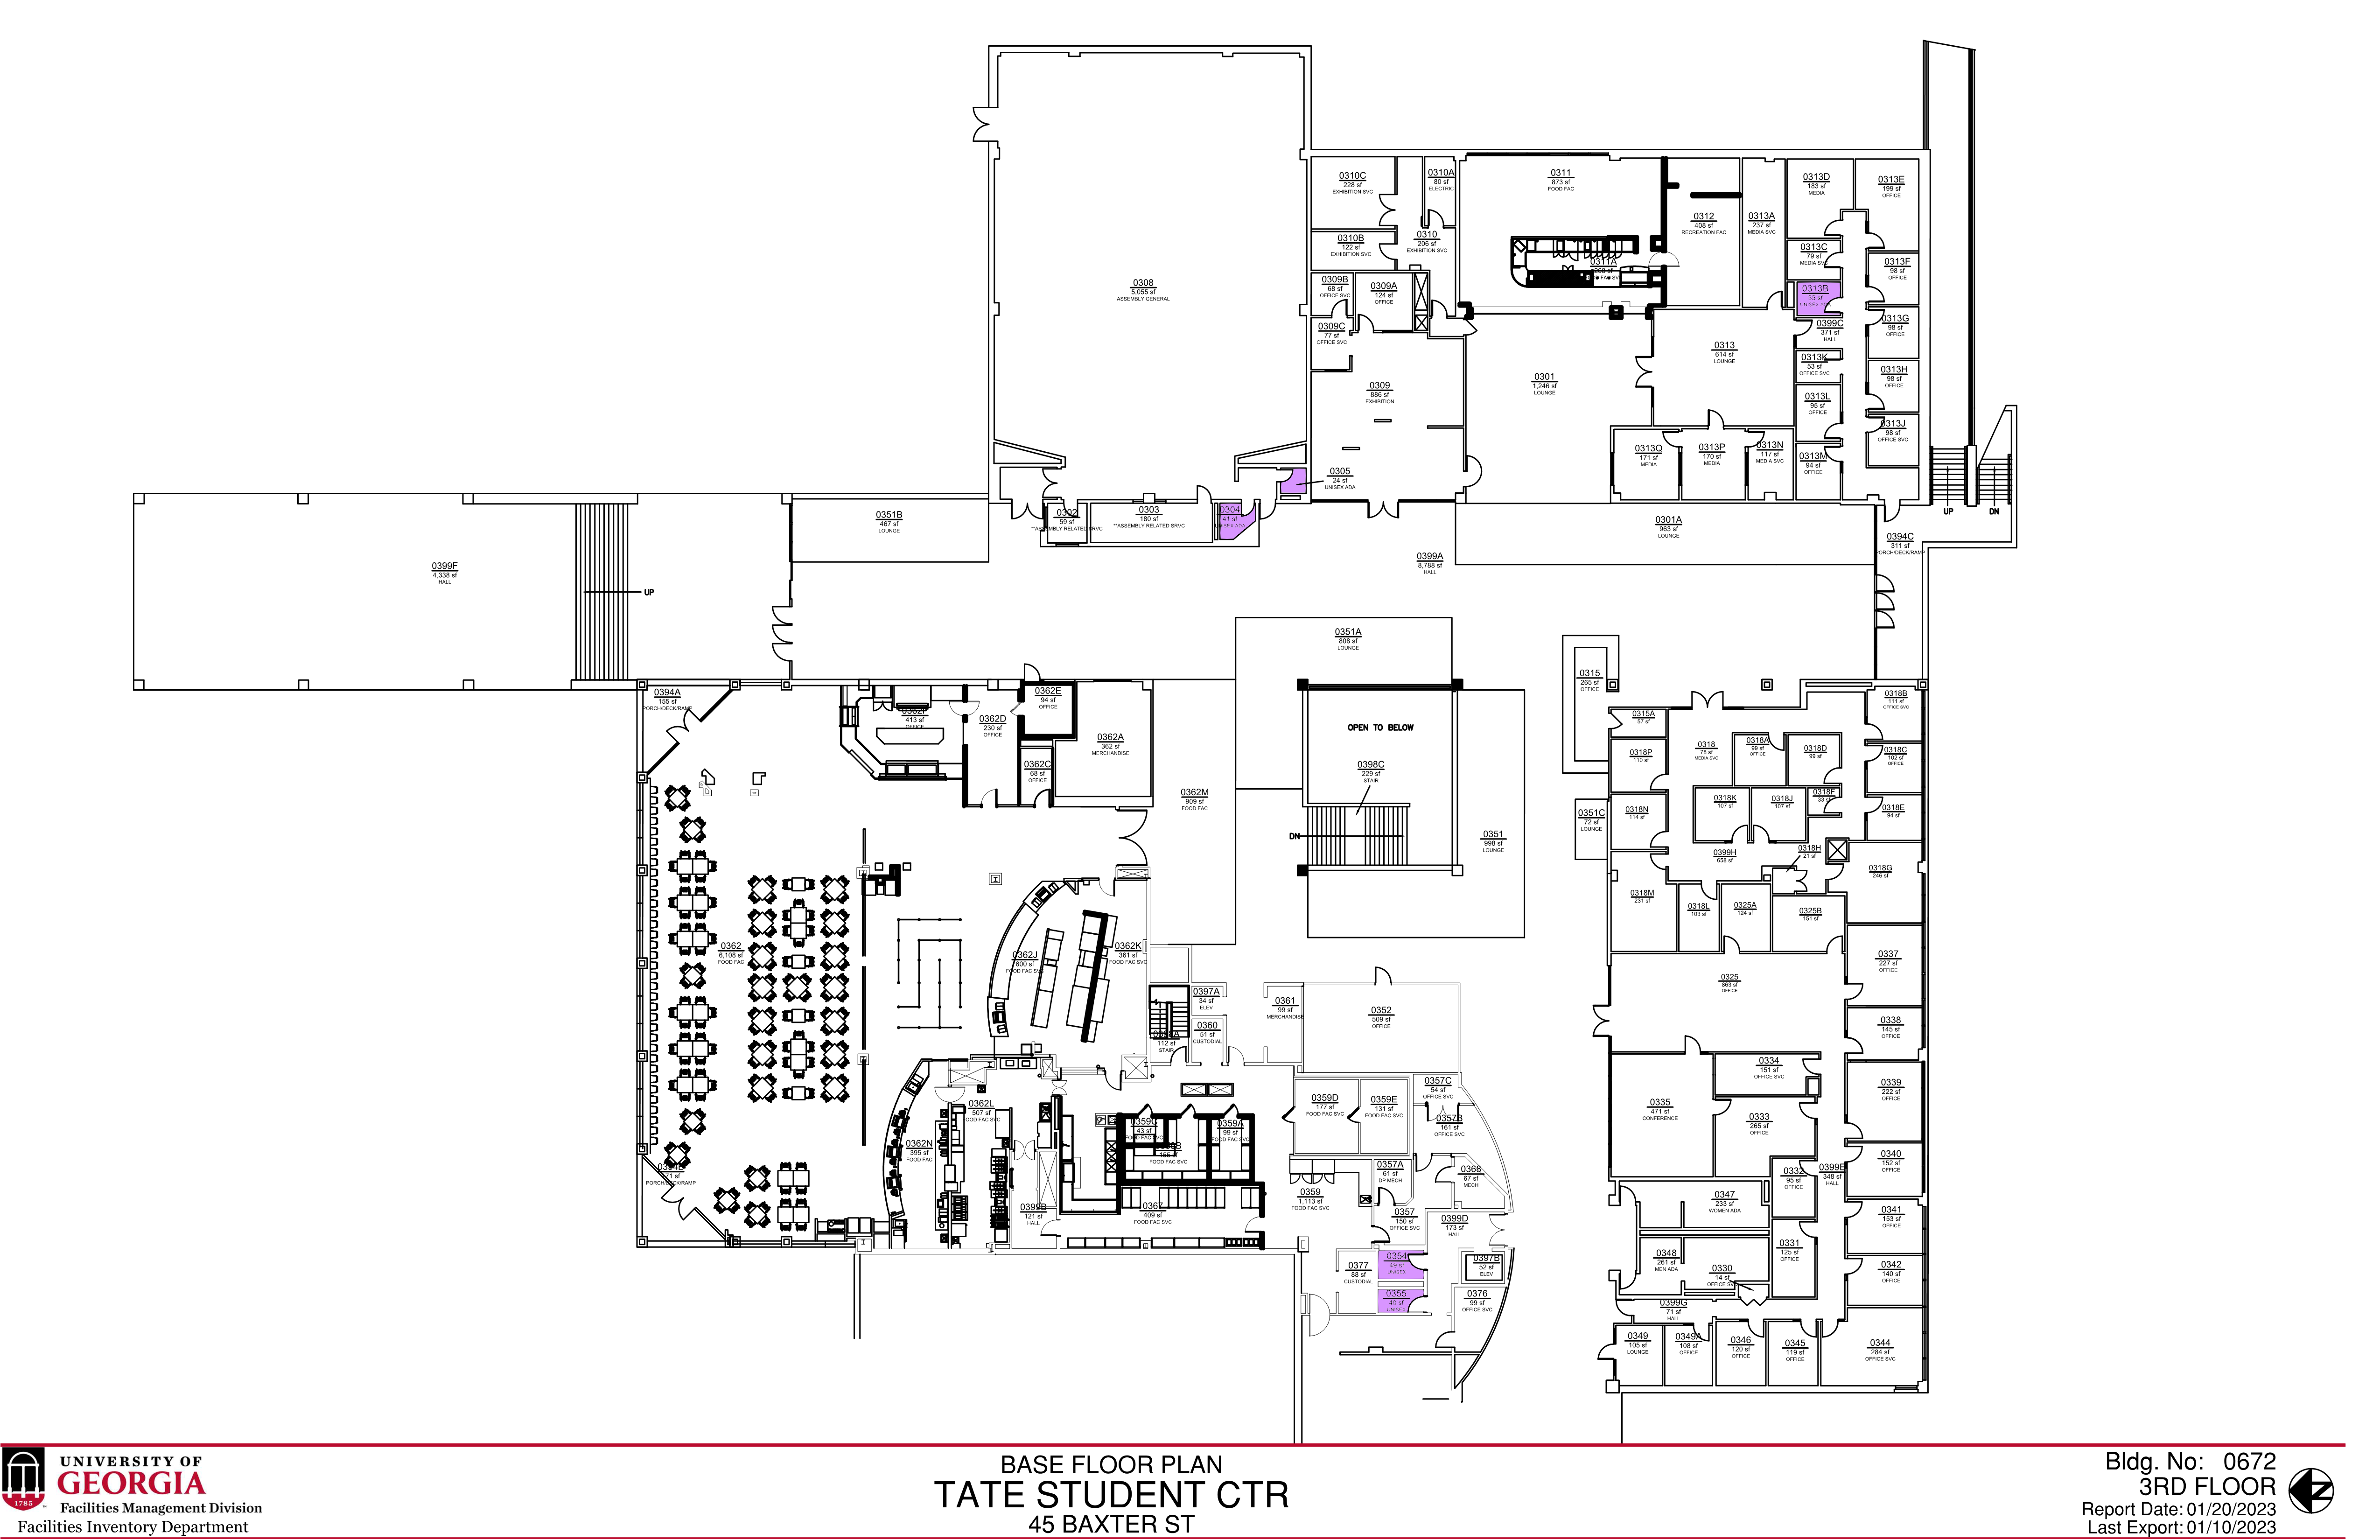 0310C
228 sf
EXHIBITION SVC
0310A
80 sf
ELECTRIC
0311
873 sf
FOOD FAC
0312
408 sf
RECREATION FAC
0313A
237 sf
MEDIA SVC
0313D
183 sf
MEDIA
0313E
199 sf
OFFICE
0310B
122 sf
EXHIBITION SVC
0310
206 sf
EXHIBITION SVC
0311A
0313C
79 sf
MEDIA SVC
0313F
98 sf
OFFICE
0308
5,055 sf
ASSEMBLY GENERAL
0309B
68 sf
OFFICE SVC
0309A
124 sf
OFFICE
0313B
55 sf
UNISEX ADA
0309C
77 sf
OFFICE SVC
0399C
371 sf
HALL
0313G
98 sf
OFFICE
0313
614 sf
LOUNGE
0313K
53 sf
OFFICE SVC
0313H
98 sf
OFFICE
0309
886 sf
EXHIBITION
0301
1,246 sf
LOUNGE
0313L
95 sf
OFFICE
0313J
98 sf
OFFICE SVC
0313Q
171 sf
MEDIA
0313P
170 sf
MEDIA
0313N
117 sf
MEDIA SVC
0313M
94 sf
OFFICE
0305
24 sf
UNISEX ADA
0351B
467 sf
LOUNGE
0302
59 sf
**ASSEMBLY RELATED SRVC
0303
180 sf
**ASSEMBLY RELATED SRVC
0304
41 sf
UNISEX ADA
0301A
963 sf
LOUNGE
UP
DN
0394C
311 sf
PORCH/DECK/RAMP
0399F
4,338 sf
HALL
UP
0399A
8,788 sf
HALL
0351A
808 sf
LOUNGE
0315
265 sf
OFFICE
0394A
155 sf
PORCH/DECK/RAMP
413 sf
OFFICE
0362D
230 sf
OFFICE
0362E
94 sf
OFFICE
0362A
362 sf
MERCHANDISE
0362C
68 sf
OFFICE
OPEN TO BELOW
0398C
229 sf
STAIR
DN
0362M
909 sf
FOOD FAC
0351
998 sf
LOUNGE
0315A
57 sf
0318
78 sf
MEDIA SVC
0318A
99 sf
OFFICE
0318D
99 sf
0318B
111 sf
OFFICE SVC
0318P
110 sf
0318C
102 sf
OFFICE
0351C
72 sf
LOUNGE
0318N
114 sf
0318K
107 sf
0318J
107 sf
0318F
33 sf
0318E
94 sf
0399H
658 sf
0318H
21 sf
0318G
246 sf
0318M
231 sf
0318L
103 sf
0325A
124 sf
0325B
151 sf
0362
6,108 sf
FOOD FAC
0362J
600 sf
FOOD FAC SVC
0362K
361 sf
FOOD FAC SVC
0325
863 sf
OFFICE
0337
227 sf
OFFICE
0397A
34 sf
ELEV
0361
99 sf
MERCHANDISE
0352
509 sf
OFFICE
112 sf
STAIR
0360
51 sf
CUSTODIAL
0338
145 sf
OFFICE
0334
151 sf
OFFICE SVC
0339
222 sf
OFFICE
0335
471 sf
CONFERENCE
0333
265 sf
OFFICE
0357C
54 sf
OFFICE SVC
0359D
177 sf
FOOD FAC SVC
0359E
131 sf
FOOD FAC SVC
0357B
161 sf
OFFICE SVC
0362L
507 sf
FOOD FAC SVC
0362N
395 sf
FOOD FAC
0359C
43 sf
FOOD FAC SVC
0359A
99 sf
FOOD FAC SVC
FOOD FAC SVC
PORCH/DECK/RAMP
0357A
61 sf
DP MECH
0368
67 sf
MECH
0332
95 sf
OFFICE
0399E
348 sf
HALL
0340
152 sf
OFFICE
0359
1,113 sf
FOOD FAC SVC
0357
150 sf
OFFICE SVC
0399D
173 sf
HALL
0347
233 sf
WOMEN ADA
0399B
121 sf
HALL
0367
409 sf
FOOD FAC SVC
0341
153 sf
OFFICE
0331
125 sf
OFFICE
0354
49 sf
UNISEX
0397B
52 sf
ELEV
0348
261 sf
MEN ADA
0330
14 sf
OFFICE SVC
0342
140 sf
OFFICE
0377
88 sf
CUSTODIAL
0355
40 sf
UNISEX
0376
99 sf
OFFICE SVC
0399G
71 sf
HALL
0349
105 sf
LOUNGE
0349A
108 sf
OFFICE
0346
120 sf
OFFICE
0345
119 sf
OFFICE
0344
284 sf
OFFICE SVC
1785
UNIVERSITY OF
GEORGIA
Facilities Management Division
Facilities Inventory Department
BASE FLOOR PLAN
TATE STUDENT CTR
45 BAXTER ST
Bldg. No: 0672
3RD FLOOR
Report Date: 01/20/2023
Last Export: 01/10/2023
N